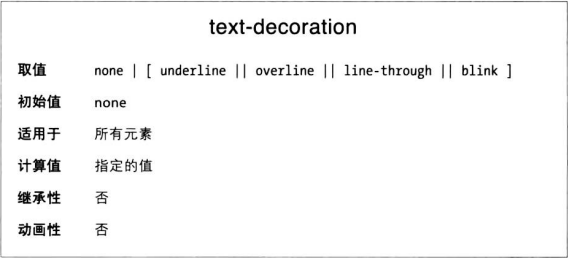 text-decoration
取值 none | [ underline || overline || line-through || blink ]
初始值 none
适用于 所有元素
计算值 指定的值
继承性 否
动画性 否